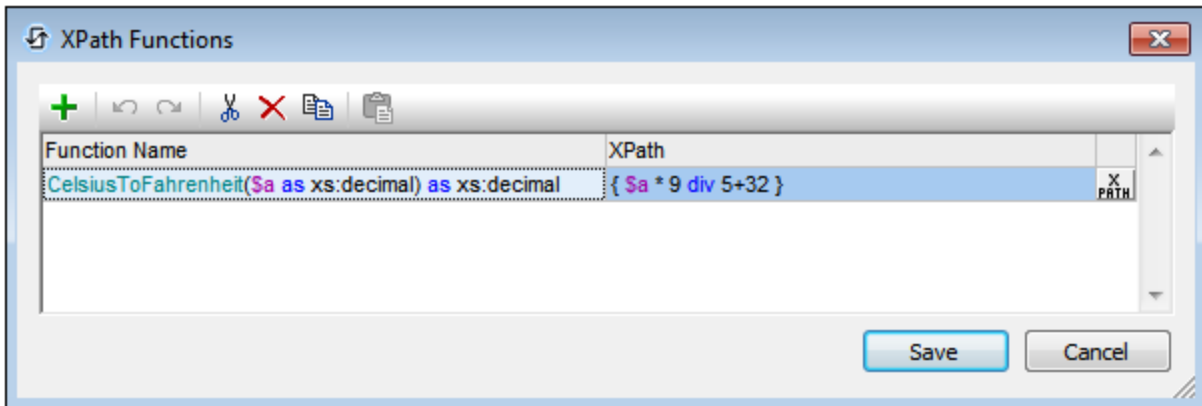 XPath Functions
Function Name XPath
CelsiusToFahrenheit($a as xs:decimal) as xs:decimal { $a * 9 div 5+32 } X
PATH
Save Cancel